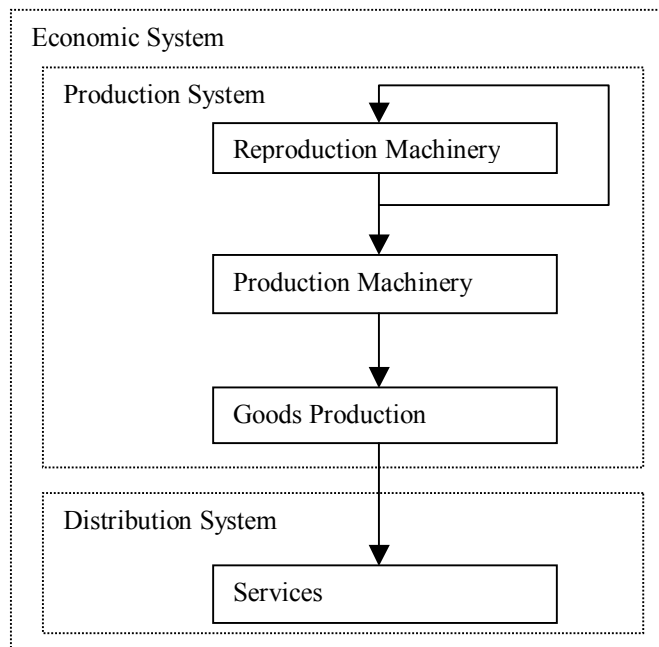 Economic System
Production System
Reproduction Machinery
Production Machinery
Goods Production
Distribution System
Services